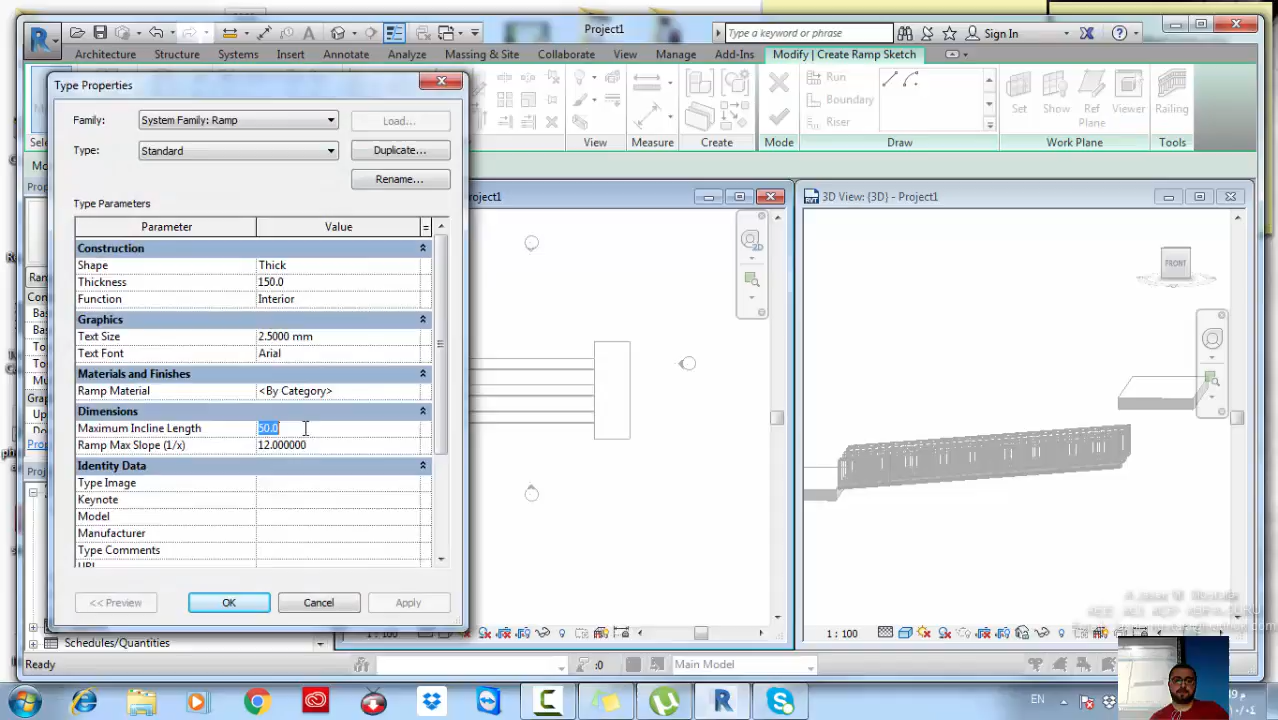 Project1
Type a keyword or phrase
Sign In
Architecture Structure Systems Insert Annotate Analyze Massing & Site Collaborate View Manage Add-Ins Modify | Create Ramp Sketch
Type Properties
Family: System Family: Ramp Load...
Type: Standard Duplicate...
Rename...
Type Parameters
Parameter Value =
Construction
Shape Thick
Thickness 150.0
Function Interior
Graphics
Text Size 2.5000 mm
Text Font Arial
Materials and Finishes
Ramp Material <By Category>
Dimensions
Maximum Incline Length 50.0
Ramp Max Slope (1/x) 12.000000
Identity Data
Type Image
Keynote
Model
Manufacturer
Type Comments
URL
<< Preview OK Cancel Apply
Run
Boundary
Riser
Set Show Ref Plane Viewer Railing
View Measure Create Mode Draw Work Plane Tools
oject1
3D View: {3D} - Project1
2D
FRONT
1 : 100
Schedules/Quantities
Ready
:0
Main Model
EN